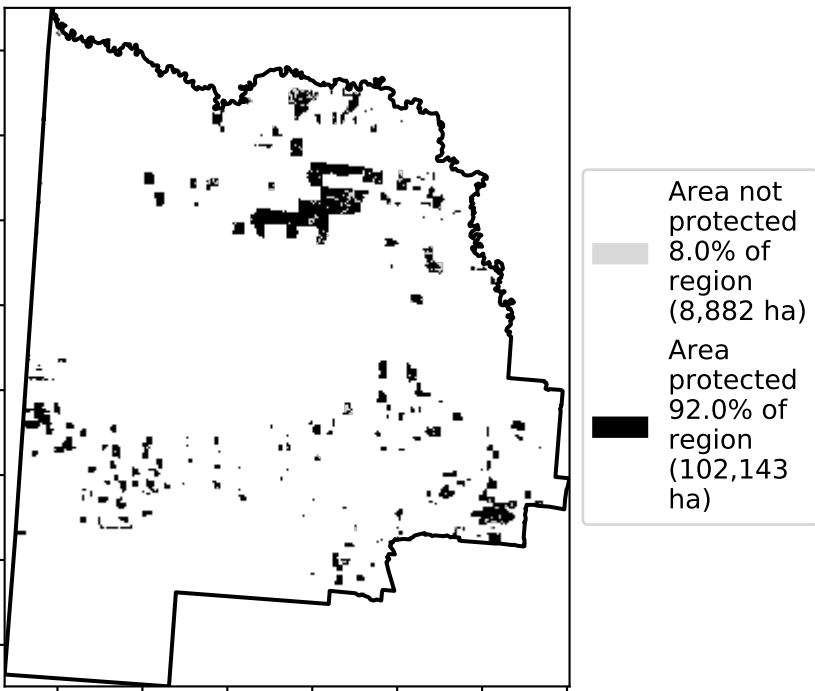 Area not
protected
8.0% of
region
(8,882 ha)
Area
protected
92.0% of
region
(102,143
ha)